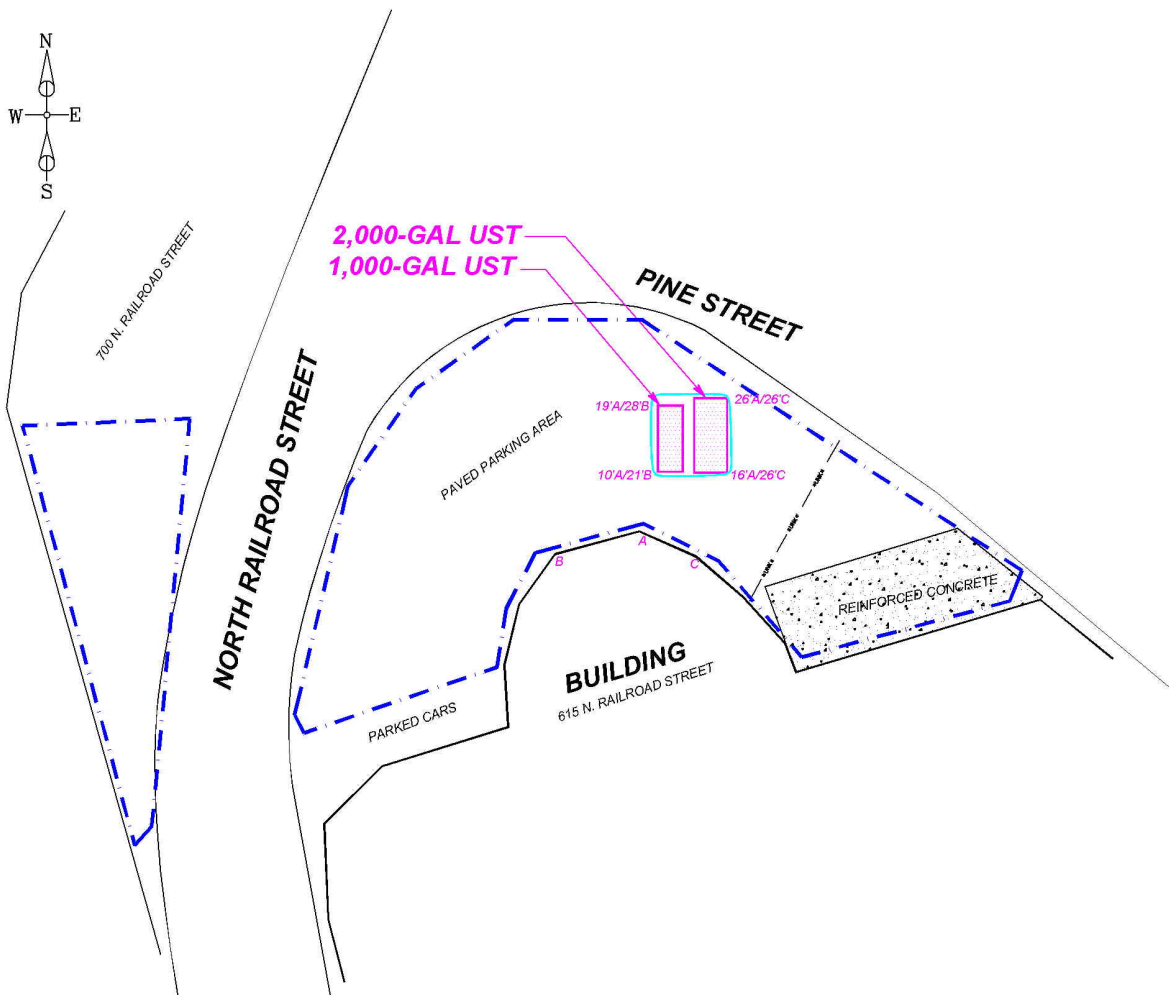 N
W E
S
700 N. RAILROAD STREET
2,000-GAL UST
1,000-GAL UST
PINE STREET
NORTH RAILROAD STREET
PAVED PARKING AREA
19'A/28'B
26'A/26'C
10'A/21'B
16'A/26'C
A
B
C
REINFORCED CONCRETE
BUILDING
615 N. RAILROAD STREET
PARKED CARS